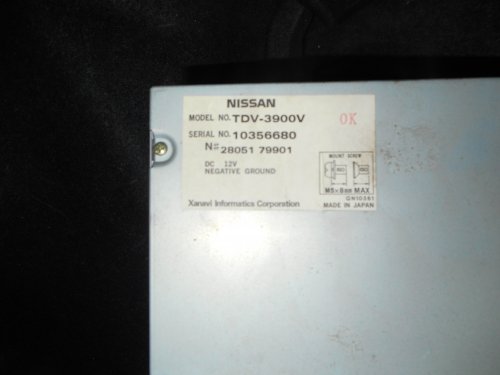 NISSAN
MODEL NO. TDV-3900V
OK
SERIAL NO. 10356680
N# 28051 79901
DC 12V
NEGATIVE GROUND
MOUNT SCREW
M5×8mm MAX
GN10361
Xanavi Informatics Corporation
MADE IN JAPAN